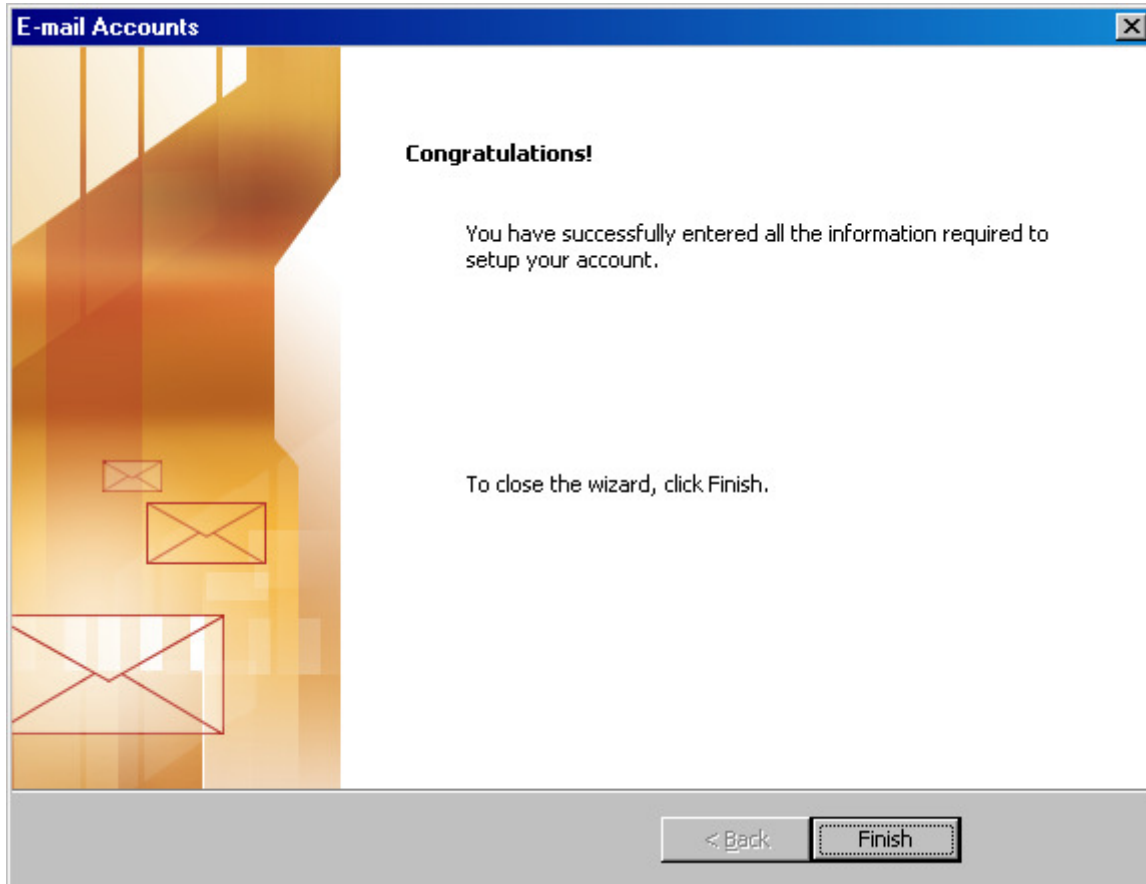 E-mail Accounts
Congratulations!
You have successfully entered all the information required to
setup your account.
To close the wizard, click Finish.
< Back
Finish